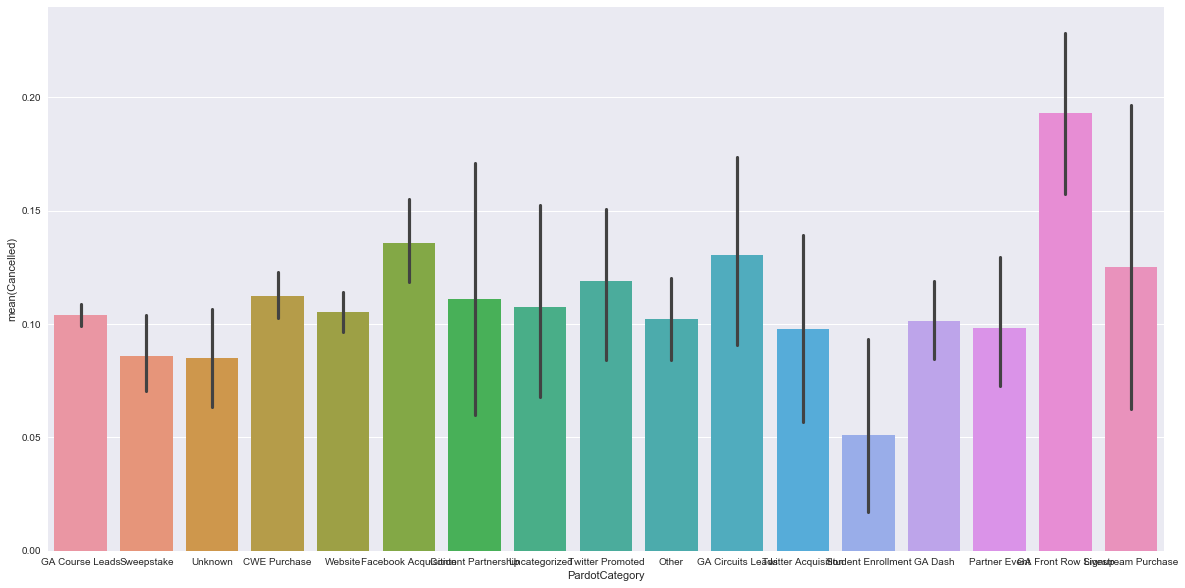 0.20
0.15
mean(Cancelled)
0.10
0.05
0.00
GA Course Leads Sweepstake Unknown CWE Purchase Website Facebook Acquisition Content Partnership Uncategorized Twitter Promoted Other GA Circuits Leads Twitter Acquisition Student Enrollment GA Dash Partner Event GA Front Row Signup Livestream Purchase
PardotCategory